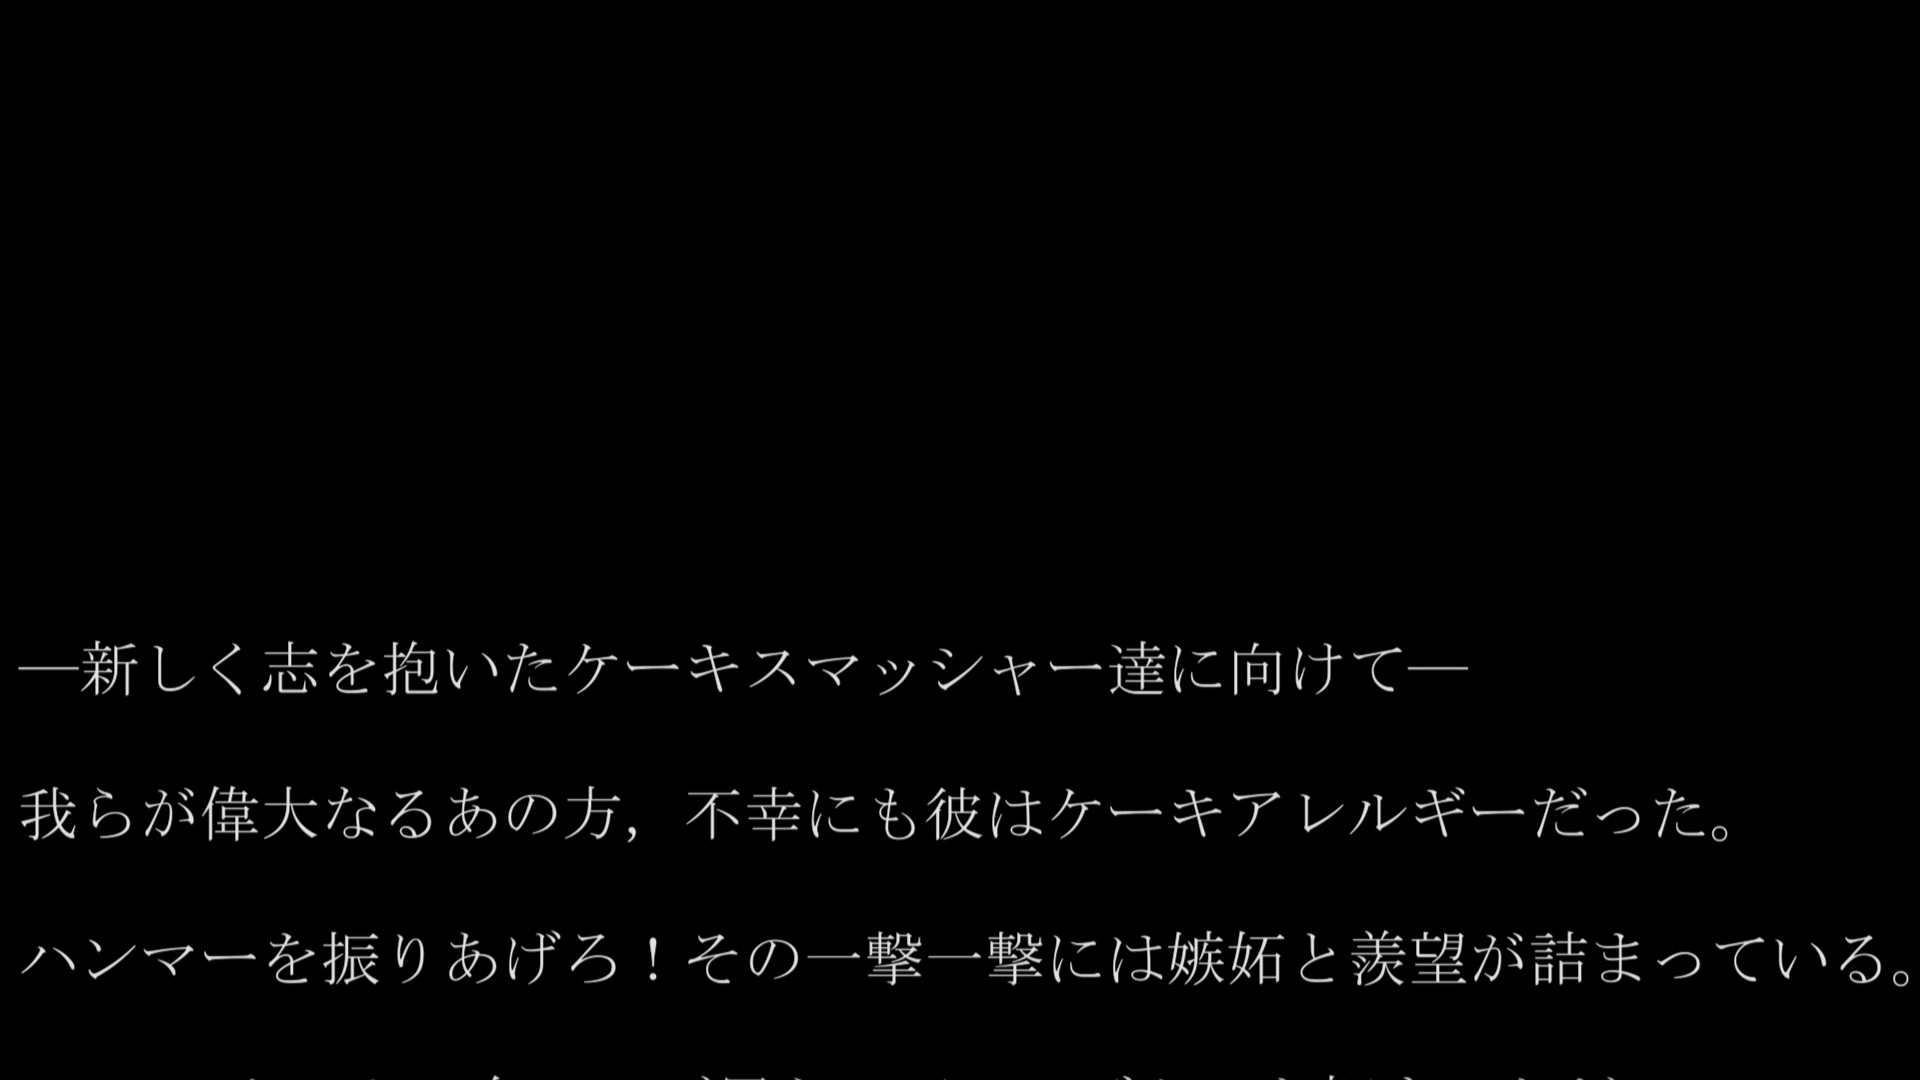 ―新しく志を抱いたケーキスマッシャー達に向けて―
我らが偉大なるあの方，不幸にも彼はケーキアレルギーだった。
ハンマーを振りあげろ！その一撃一撃には嫉妬と羨望が詰まっている。